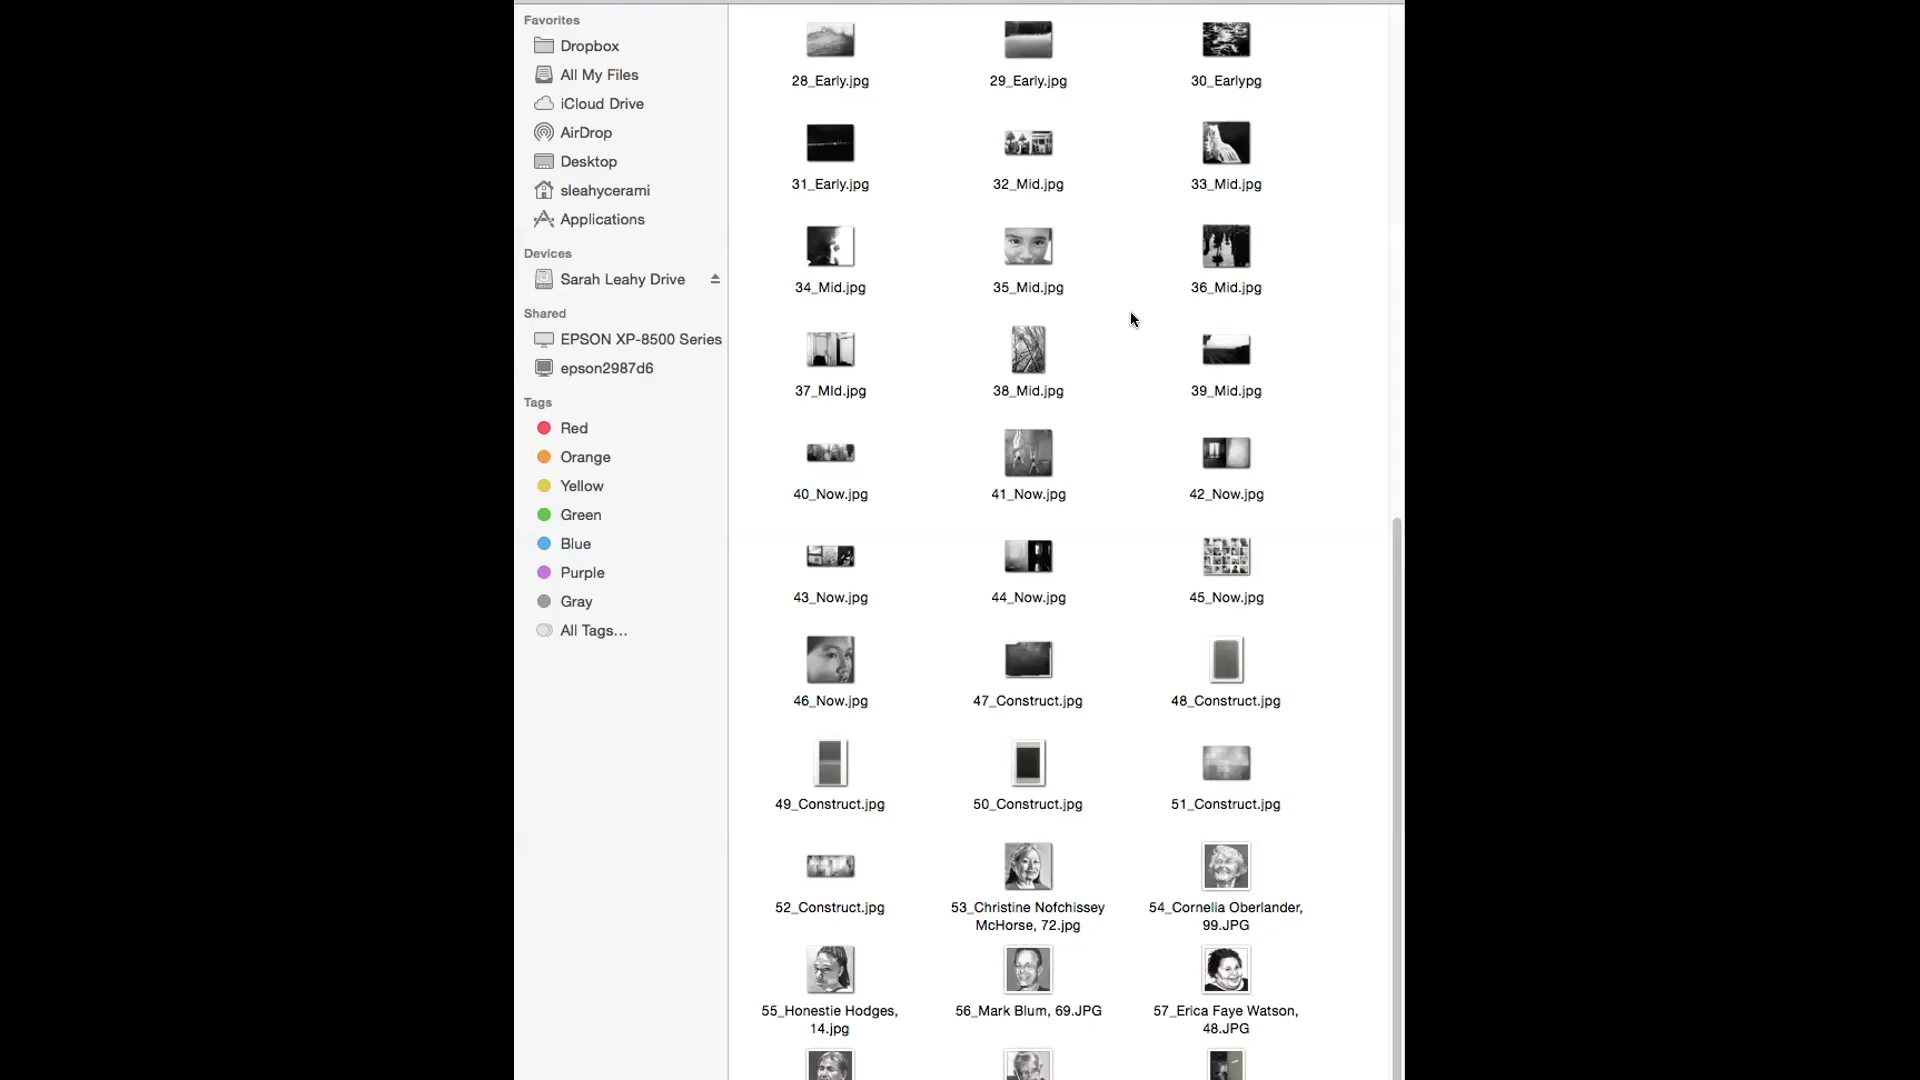 Favorites
Dropbox
All My Files
iCloud Drive
AirDrop
Desktop
sleahycerami
Applications
Devices
Sarah Leahy Drive
Shared
EPSON XP-8500 Series
epson2987d6
Tags
Red
Orange
Yellow
Green
Blue
Purple
Gray
All Tags...
28_Early.jpg
29_Early.jpg
30_Earlypg
31_Early.jpg
32_Mid.jpg
33_Mid.jpg
34_Mid.jpg
35_Mid.jpg
36_Mid.jpg
37_MId.jpg
38_Mid.jpg
39_Mid.jpg
40_Now.jpg
41_Now.jpg
42_Now.jpg
43_Now.jpg
44_Now.jpg
45_Now.jpg
46_Now.jpg
47_Construct.jpg
48_Construct.jpg
49_Construct.jpg
50_Construct.jpg
51_Construct.jpg
52_Construct.jpg
53_Christine Nofchissey
McHorse, 72.jpg
54_Cornelia Oberlander,
99.JPG
55_Honestie Hodges,
14.jpg
56_Mark Blum, 69.JPG
57_Erica Faye Watson,
48.JPG